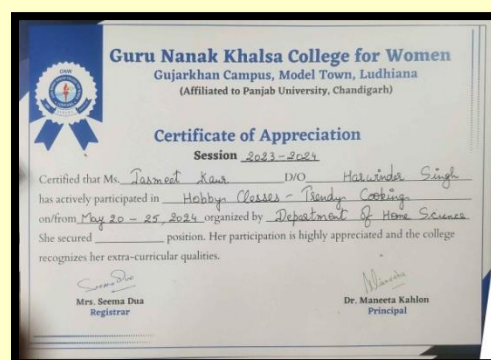 Guru Nanak Khalsa College for Women
Gujarkhan Campus, Model Town, Ludhiana
(Affiliated to Panjab University, Chandigarh)
Certificate of Appreciation
Session 2023-2024
Certified that Ms. Jasmeet Kaur D/O Harwinder Singh
has actively participated in Hobby Classes - Trendy Cooking
on/from May 20 - 25, 2024 organized by Department of Home Science
She secured position. Her participation is highly appreciated and the college
recognizes her extra-curricular qualities.
Mrs. Seema Dua
Registrar
Dr. Maneeta Kahlon
Principal